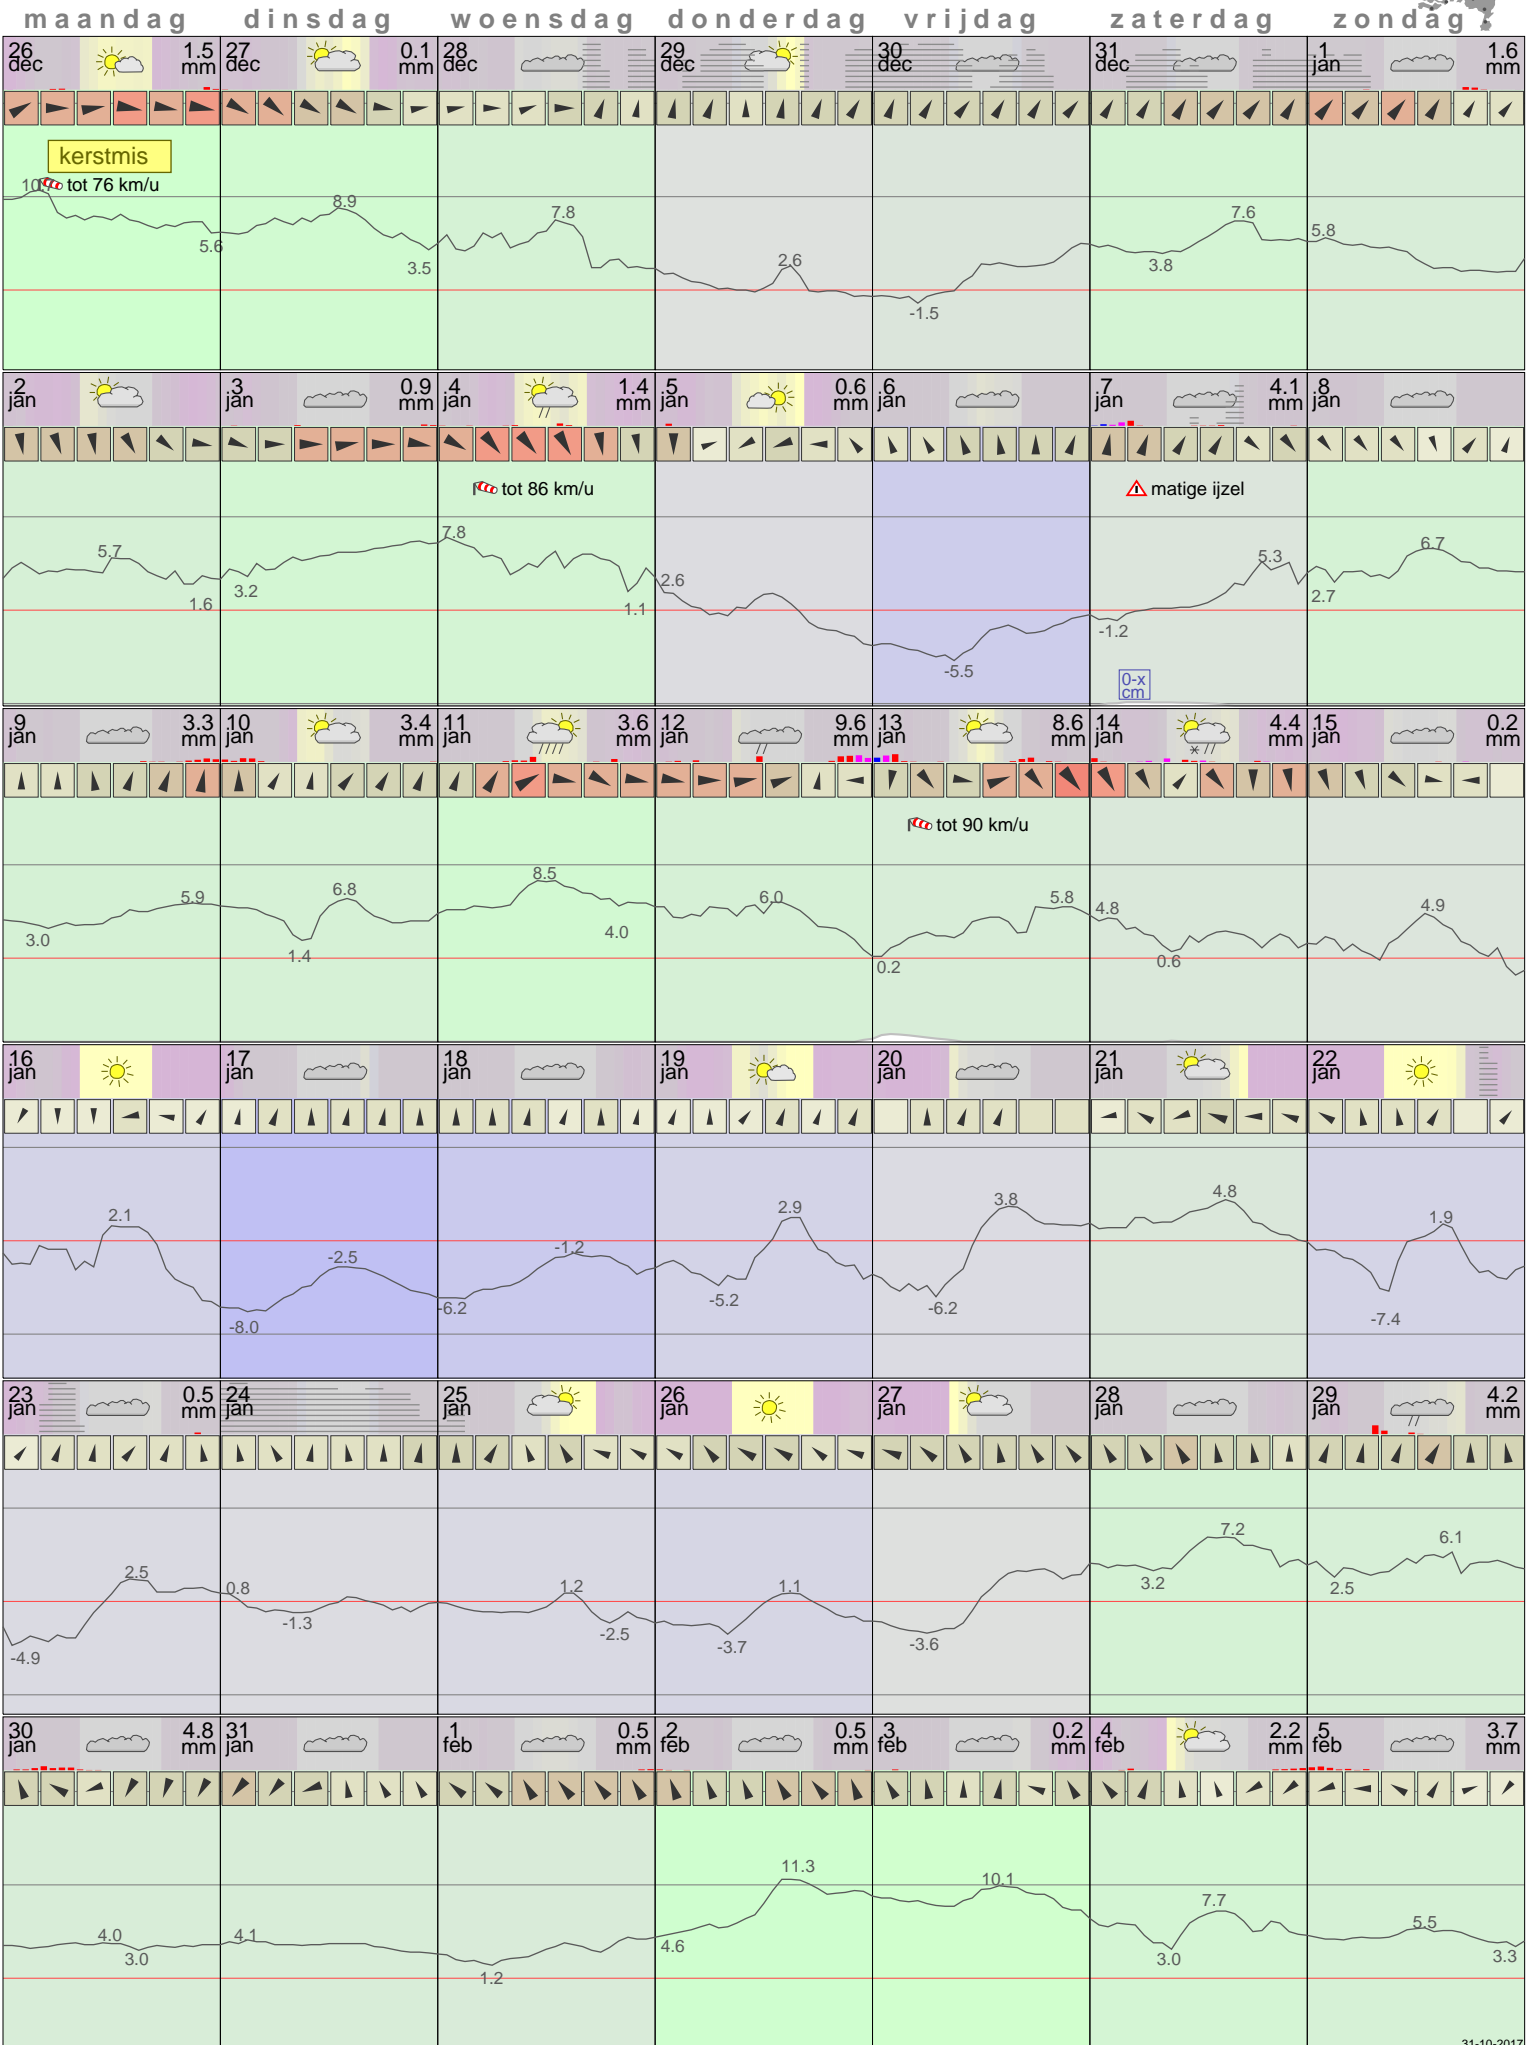 maandag dinsdag woensdag donderdag vrijdag zaterdag zondag
26 dec 1.5 mm
27 dec 0.1 mm
28 dec
29 dec
30 dec
31 dec
1 jan 1.6 mm
kerstmis
tot 76 km/u
5.6
8.9
3.5
7.8
2.6
-1.5
3.8
7.6
5.8
2 jan
3 jan 0.9 mm
4 jan 1.4 mm
5 jan 0.6 mm
6 jan
7 jan 4.1 mm
8 jan
tot 86 km/u
matige ijzel
5.7
1.6
3.2
7.8
1.1
2.6
-5.5
-1.2
5.3
2.7
6.7
0-x
cm
9 jan 3.3 mm
10 jan 3.4 mm
11 jan 3.6 mm
12 jan 9.6 mm
13 jan 8.6 mm
14 jan 4.4 mm
15 jan 0.2 mm
tot 90 km/u
3.0
5.9
1.4
6.8
8.5
4.0
6.0
0.2
5.8
4.8
0.6
4.9
16 jan
17 jan
18 jan
19 jan
20 jan
21 jan
22 jan
2.1
-8.0
-2.5
-6.2
-1.2
-5.2
2.9
-6.2
3.8
4.8
-7.4
1.9
23 jan 0.5 mm
24 jan
25 jan
26 jan
27 jan
28 jan
29 jan 4.2 mm
-4.9
2.5
0.8
-1.3
1.2
-2.5
-3.7
1.1
-3.6
3.2
7.2
2.5
6.1
30 jan 4.8 mm
31 jan
1 feb 0.5 mm
2 feb 0.5 mm
3 feb 0.2 mm
4 feb 2.2 mm
5 feb 3.7 mm
4.0
3.0
4.1
1.2
4.6
11.3
10.1
3.0
7.7
5.5
3.3
31-10-2017